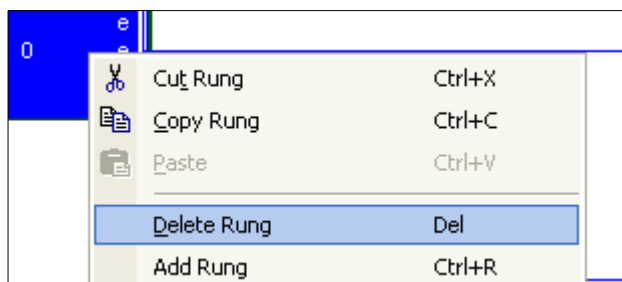 e
0 e
Cut Rung Ctrl+X
Copy Rung Ctrl+C
Paste Ctrl+V
Delete Rung Del
Add Rung Ctrl+R